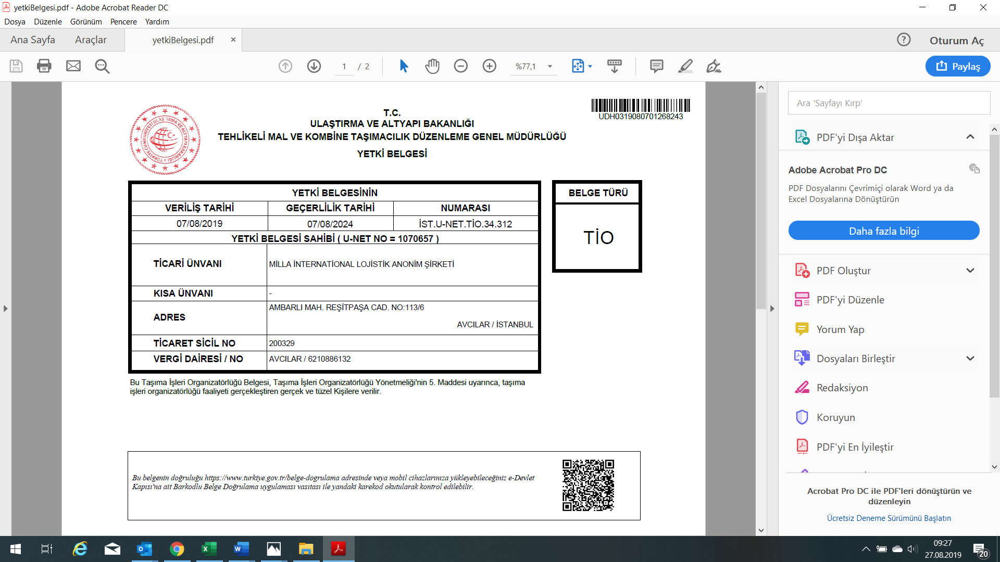 yetkiBelgesi.pdf - Adobe Acrobat Reader DC
Dosya Düzenle Görünüm Pencere Yardım
Ana Sayfa Araçlar yetkiBelgesi.pdf Oturum Aç
1 / 2 %77,1 Paylaş
UDH0319080701268243
T.C.
ULAŞTIRMA VE ALTYAPI BAKANLIĞI
TEHLİKELİ MAL VE KOMBİNE TAŞIMACILIK DÜZENLEME GENEL MÜDÜRLÜĞÜ
YETKİ BELGESİ
TÜRKİYE CUMHURİYETİ ULAŞTIRMA VE ALTYAPI BAKANLIĞI
YETKİ BELGESİNİN
VERİLİŞ TARİHİ GEÇERLİLİK TARİHİ NUMARASI
07/08/2019 07/08/2024 İST.U-NET.TİO.34.312
YETKİ BELGESİ SAHİBİ ( U-NET NO = 1070657 )
TİCARİ ÜNVANI MİLLA İNTERNATİONAL LOJİSTİK ANONİM ŞİRKETİ
KISA ÜNVANI -
ADRES AMBARLI MAH. REŞİTPAŞA CAD. NO:113/6
AVCILAR / İSTANBUL
TİCARET SİCİL NO 200329
VERGİ DAİRESİ / NO AVCILAR / 6210886132
BELGE TÜRÜ
TİO
Bu Taşıma İşleri Organizatörlüğü Belgesi, Taşıma İşleri Organizatörlüğü Yönetmeliği'nin 5. Maddesi uyarınca, taşıma
işleri organizatörlüğü faaliyeti gerçekleştiren gerçek ve tüzel Kişilere verilir.
Bu belgenin doğruluğu https://www.turkiye.gov.tr/belge-dogrulama adresinde veya mobil cihazlarınıza yükleyebileceğiniz e-Devlet
Kapısı'na ait Barkodlu Belge Doğrulama uygulaması vasıtası ile yandaki karekod okutularak kontrol edilebilir.
Ara 'Sayfayı Kırp'
PDF'yi Dışa Aktar
Adobe Acrobat Pro DC
PDF Dosyalarını Çevrimiçi olarak Word ya da
Excel Dosyalarına Dönüştürün
Daha fazla bilgi
PDF Oluştur
PDF'yi Düzenle
Yorum Yap
Dosyaları Birleştir
Redaksiyon
Koruyun
PDF'yi En İyileştir
Acrobat Pro DC ile PDF'leri dönüştürün ve
düzenleyin
Ücretsiz Deneme Sürümünü Başlatın
09:27
27.08.2019
20